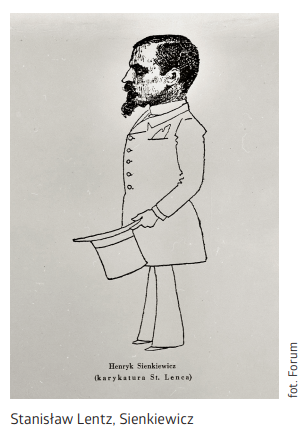 Henryk Sienkiewicz
(karykatura St. Lenca)
fot. Forum
Stanisław Lentz, Sienkiewicz